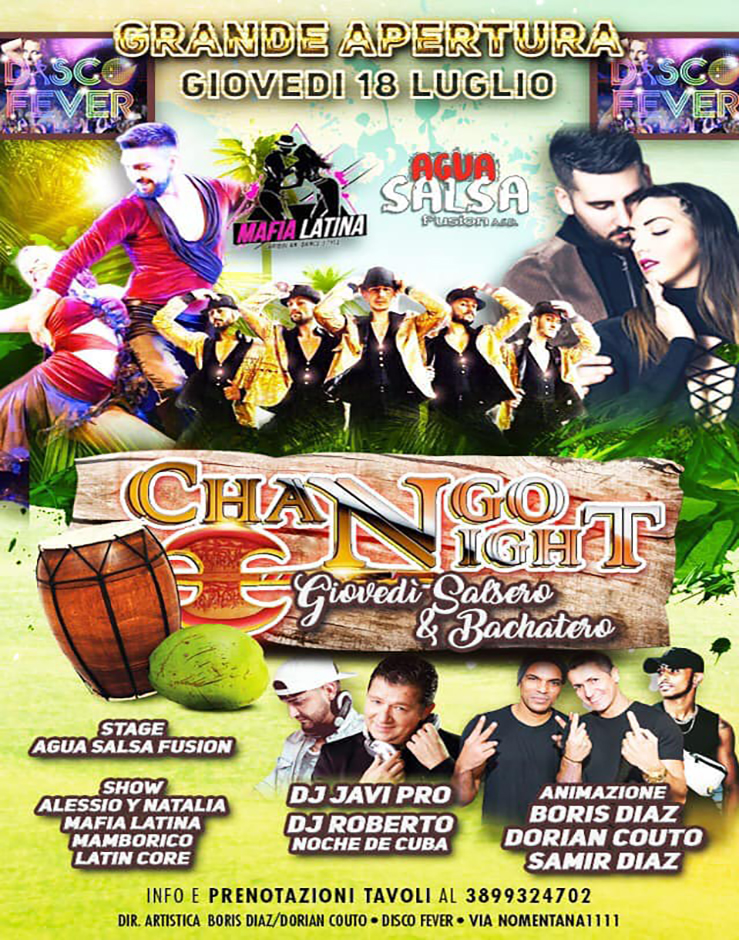 GRANDE APERTURA
GIOVEDI 18 LUGLIO
DISCO
FEVER
DISCO
FEVER
MAFIA LATINA
AGUA
SALSA
Fusion A.S.D.
CHANGO
NIGHT
Giovedì Salsero
& Bachatero
STAGE
AGUA SALSA FUSION
SHOW
ALESSIO Y NATALIA
MAFIA LATINA
MAMBORICO
LATIN CORE
DJ JAVI PRO
DJ ROBERTO
NOCHE DE CUBA
ANIMAZIONE
BORIS DIAZ
DORIAN COUTO
SAMIR DIAZ
INFO E PRENOTAZIONI TAVOLI AL 3899324702
DIR. ARTISTICA BORIS DIAZ/DORIAN COUTO • DISCO FEVER • VIA NOMENTANA1111